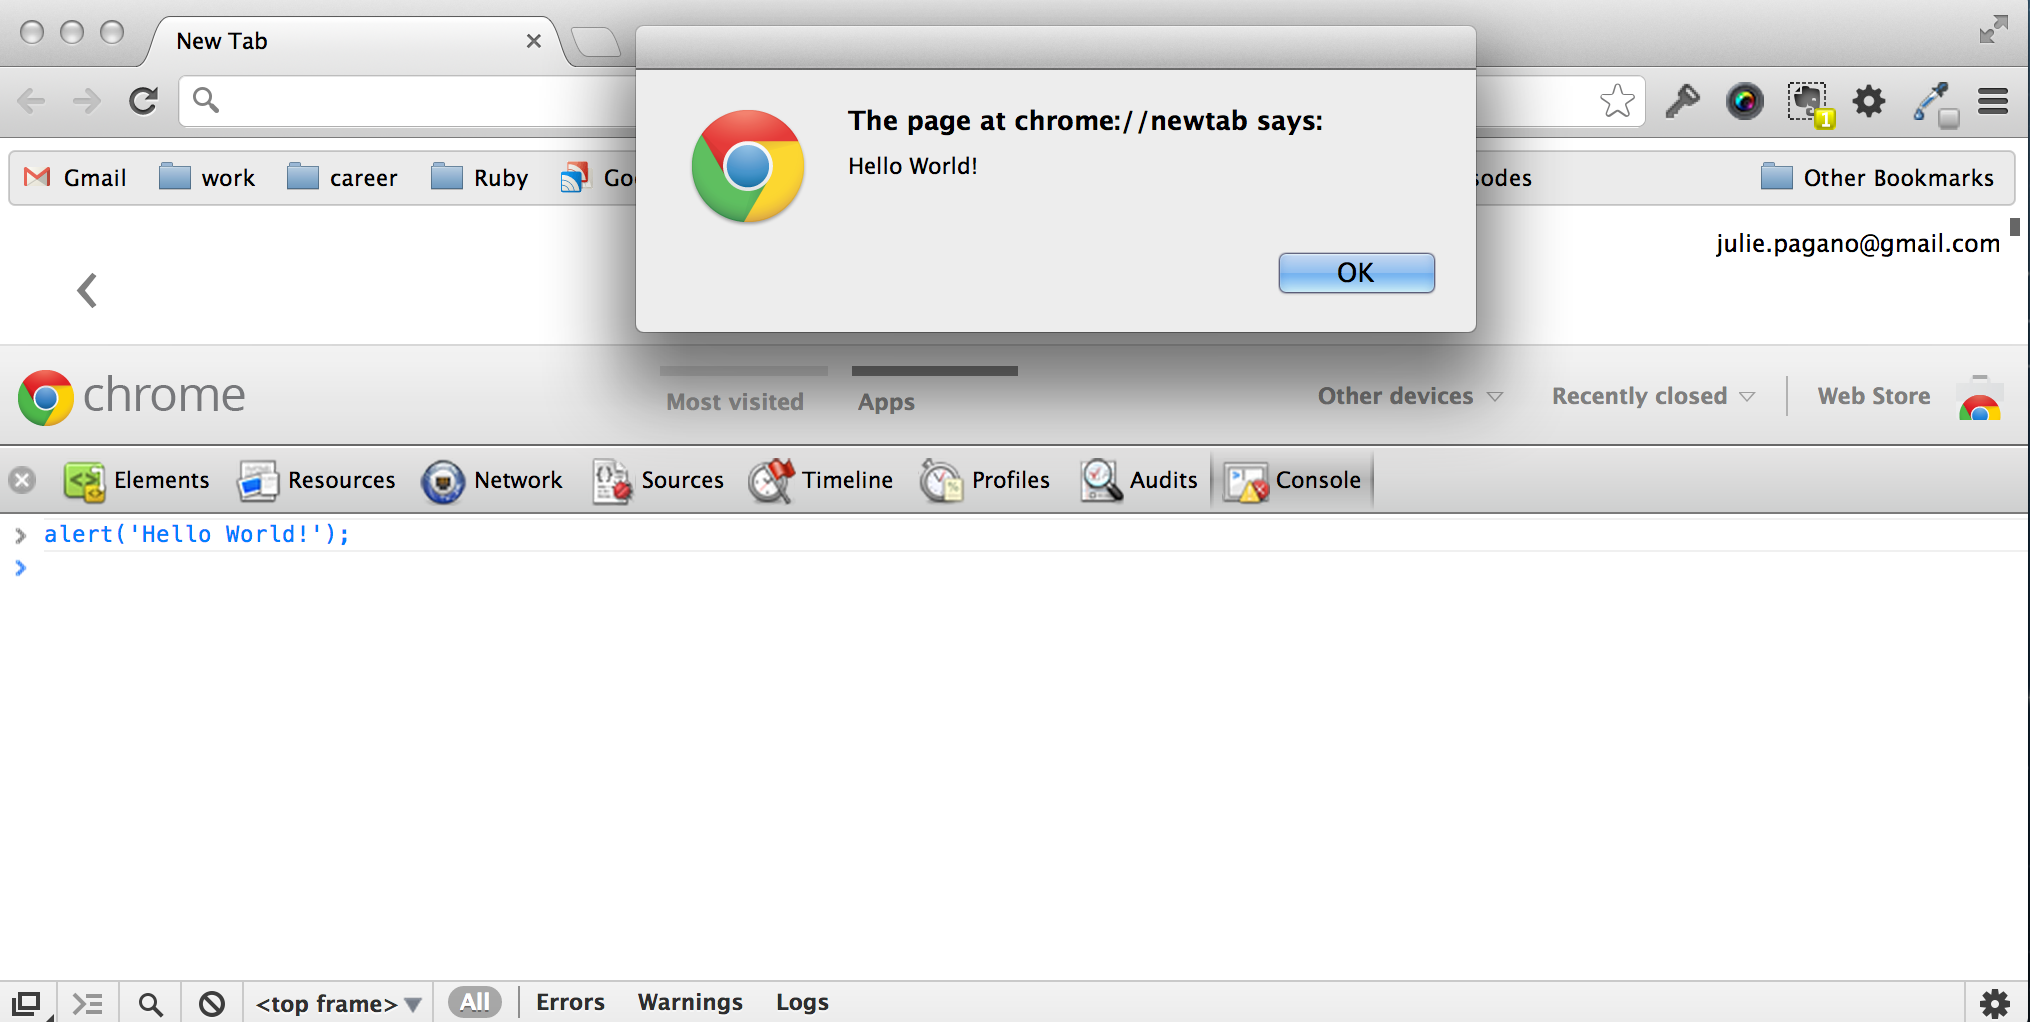 New Tab
The page at chrome://newtab says:
Hello World!
OK
1
Gmail work career Ruby
Other Bookmarks
julie.pagano@gmail.com
chrome Most visited Apps Other devices Recently closed Web Store
Elements Resources Network Sources Timeline Profiles Audits Console
alert('Hello World!');
<top frame> All Errors Warnings Logs